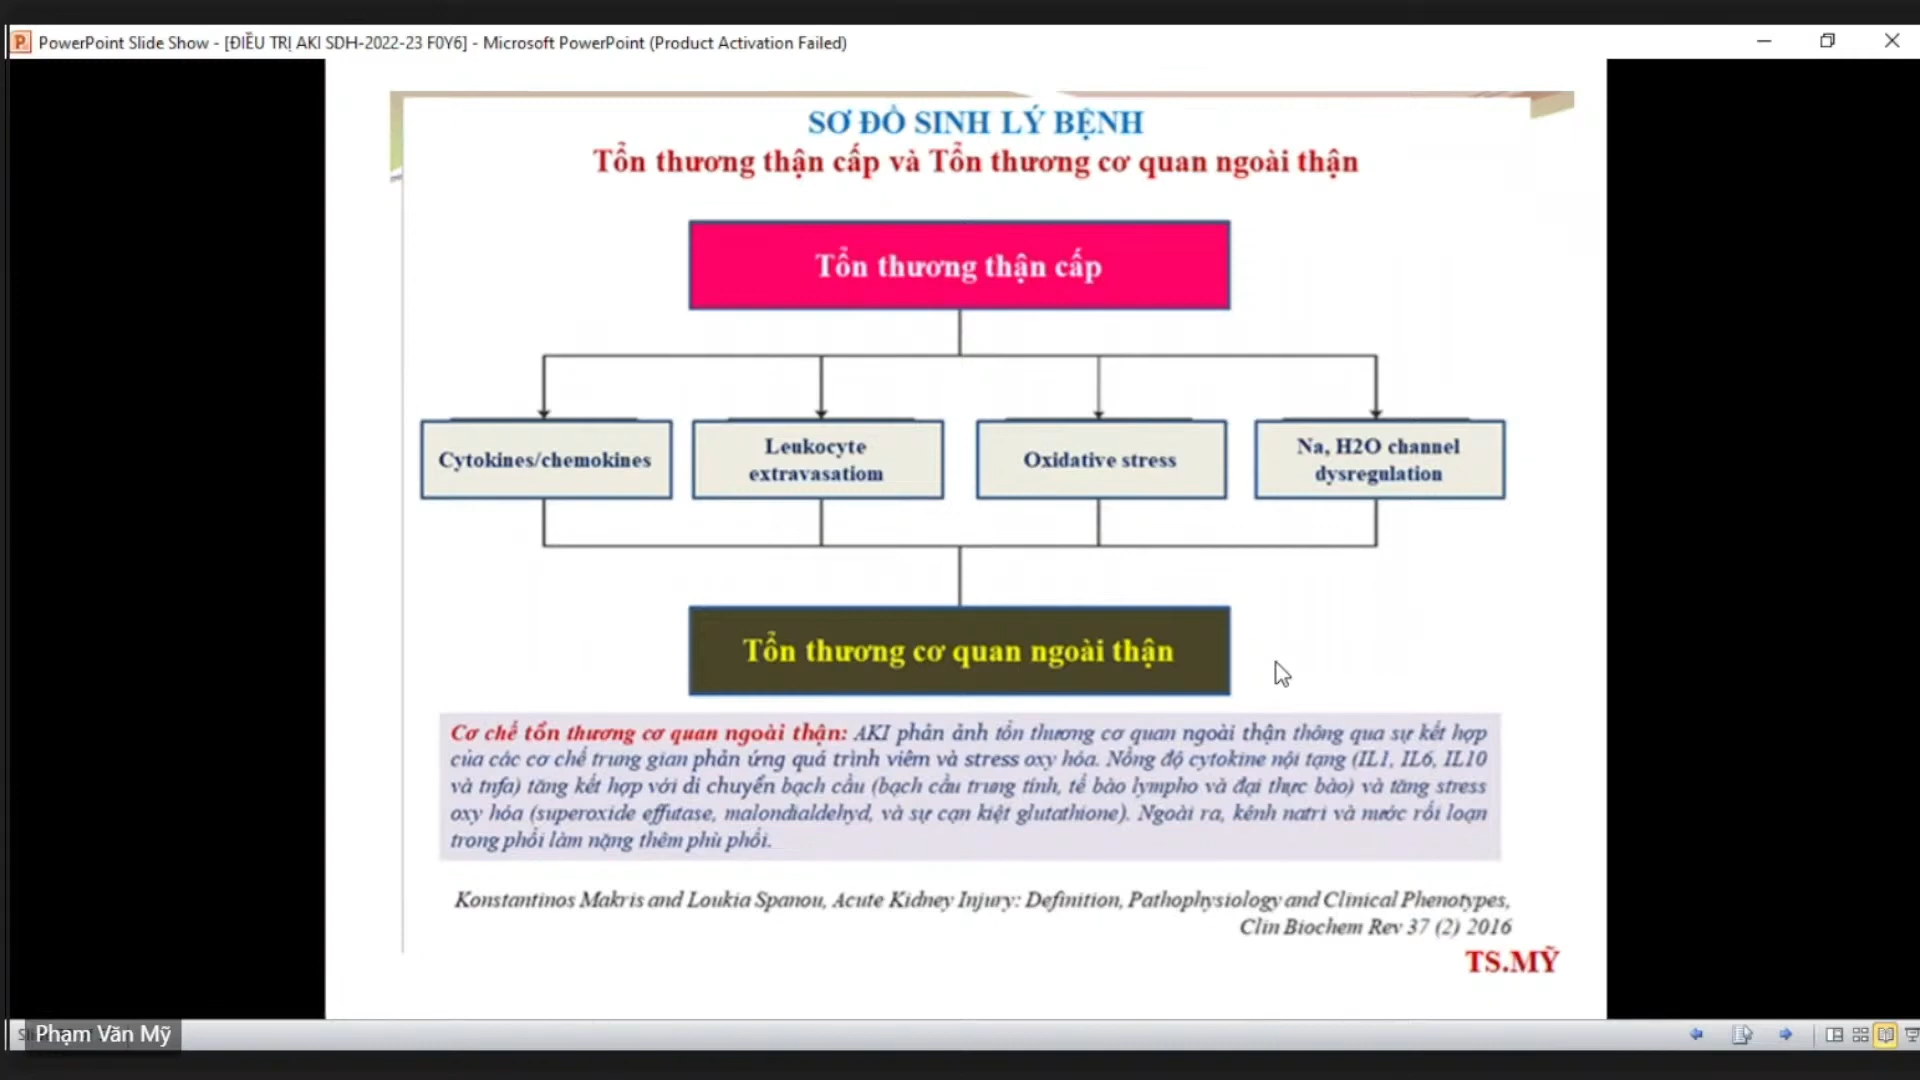 PowerPoint Slide Show - [ĐIỀU TRỊ AKI SDH-2022-23 F0Y6] - Microsoft PowerPoint (Product Activation Failed)
SƠ ĐỒ SINH LÝ BỆNH
Tổn thương thận cấp và Tổn thương cơ quan ngoài thận
Tổn thương thận cấp
Cytokines/chemokines
Leukocyte
extravasatiom
Oxidative stress
Na, H2O channel
dysregulation
Tổn thương cơ quan ngoài thận
Cơ chế tổn thương cơ quan ngoài thận: AKI phản ảnh tổn thương cơ quan ngoài thận thông qua sự kết hợp
của các cơ chế trung gian phản ứng quá trình viêm và stress oxy hóa. Nồng độ cytokine nội tạng (IL1, IL6, IL10
và tnfa) tăng kết hợp với di chuyển bạch cầu (bạch cầu trung tính, tế bào lympho và đại thực bào) và tăng stress
oxy hóa (superoxide effutase, malondialdehyd, và sự cạn kiệt glutathione). Ngoài ra, kênh natri và nước rối loạn
trong phổi làm nặng thêm phù phổi.
Konstantinos Makris and Loukia Spanou, Acute Kidney Injury: Definition, Pathophysiology and Clinical Phenotypes,
Clin Biochem Rev 37 (2) 2016
TS.MỸ
Phạm Văn Mỹ